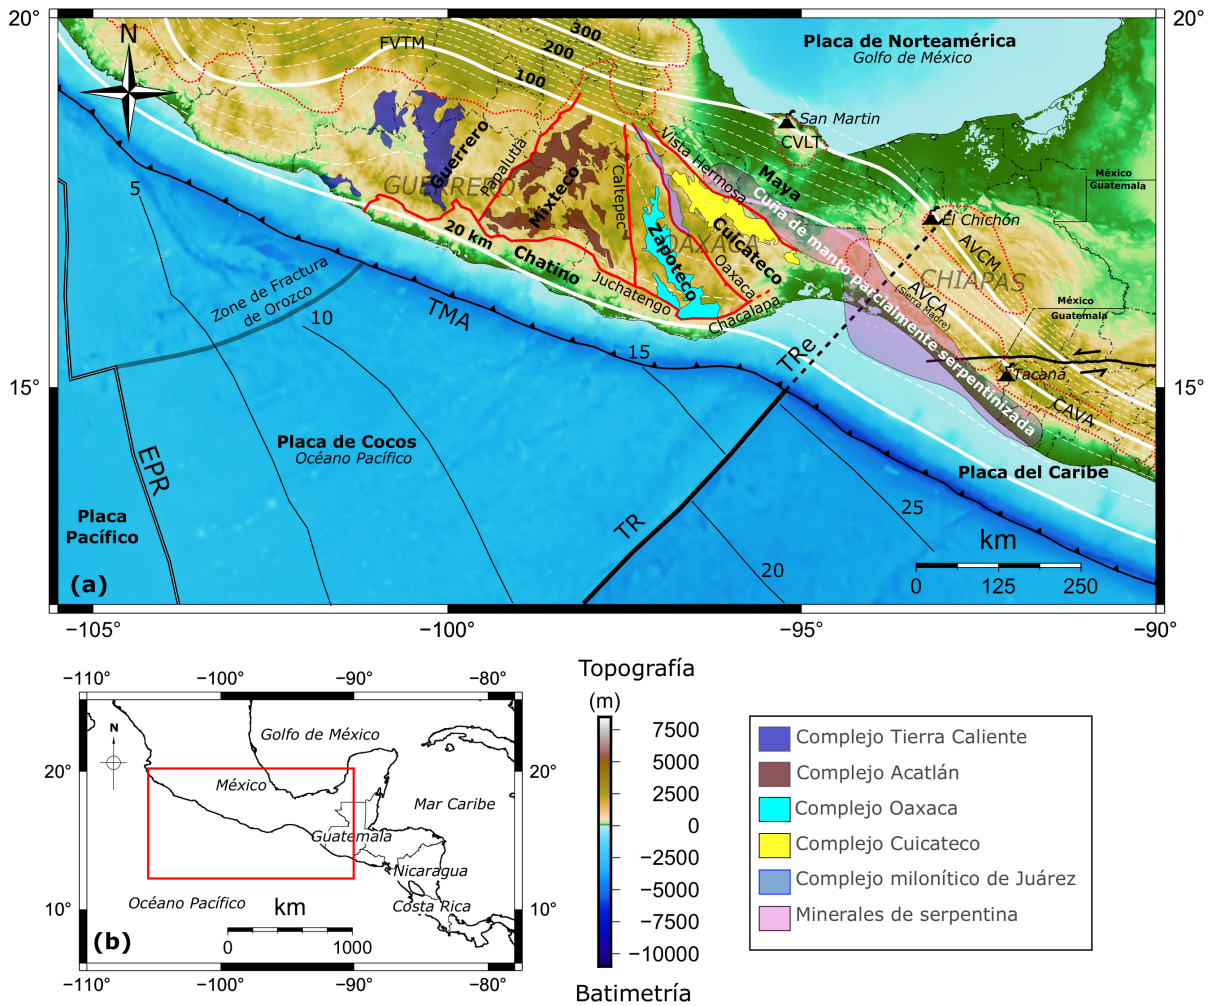 20°
20°
300
N
FVTM
200
Placa de Norteamérica
Golfo de México
100
San Martin
CVLT
Vista Hermosa
Guerrero
Papalutla
Maya
México
Guatemala
5
GUERRERO
Mixteco
Caltepec
Cuña de manto parcialmente serpentinizada
El Chichón
20 km
Zapoteco
OAXACA
Cuicateco
AVCM
Chatino
Oaxaca
CHIAPAS
Zone de Fractura
de Orozco
Juchatengo
AVCA
(Sierra Madre)
México
Guatemala
TMA
Chacalapa
10
15
TRe
Tacaná
15°
15°
CAVA
Placa de Cocos
Océano Pacífico
EPR
Placa del Caribe
Placa
Pacífico
25
TR
km
20
(a)
0 125 250
−105° −100° −95° −90°
−110° −100° −90° −80°
Topografía
(m)
N
Golfo de México
20°
20°
México
Mar Caribe
Guatemala
Nicaragua
Océano Pacífico
Costa Rica
10°
10°
km
(b)
0 1000
−110° −100° −90° −80°
7500
5000
2500
0
−2500
−5000
−7500
−10000
Batimetría
Complejo Tierra Caliente
Complejo Acatlán
Complejo Oaxaca
Complejo Cuicateco
Complejo milonítico de Juárez
Minerales de serpentina